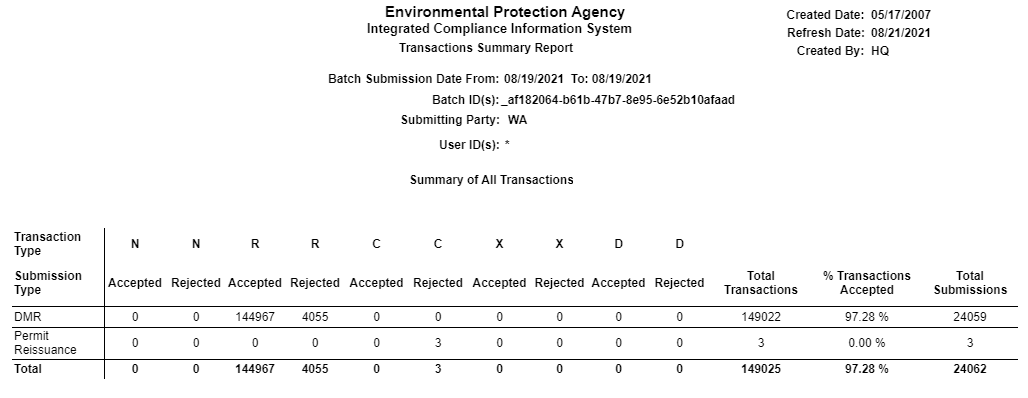 Environmental Protection Agency
Integrated Compliance Information System
Transactions Summary Report
Created Date: 05/17/2007
Refresh Date: 08/21/2021
Created By: HQ
Batch Submission Date From: 08/19/2021 To: 08/19/2021
Batch ID(s):_af182064-b61b-47b7-8e95-6e52b10afaad
Submitting Party: WA
User ID(s): *
Summary of All Transactions
Transaction Type N N R R C C X X D D
Submission Type Accepted Rejected Accepted Rejected Accepted Rejected Accepted Rejected Accepted Rejected Total Transactions % Transactions Accepted Total Submissions
DMR 0 0 144967 4055 0 0 0 0 0 0 149022 97.28 % 24059
Permit Reissuance 0 0 0 0 0 3 0 0 0 0 3 0.00 % 3
Total 0 0 144967 4055 0 3 0 0 0 0 149025 97.28 % 24062